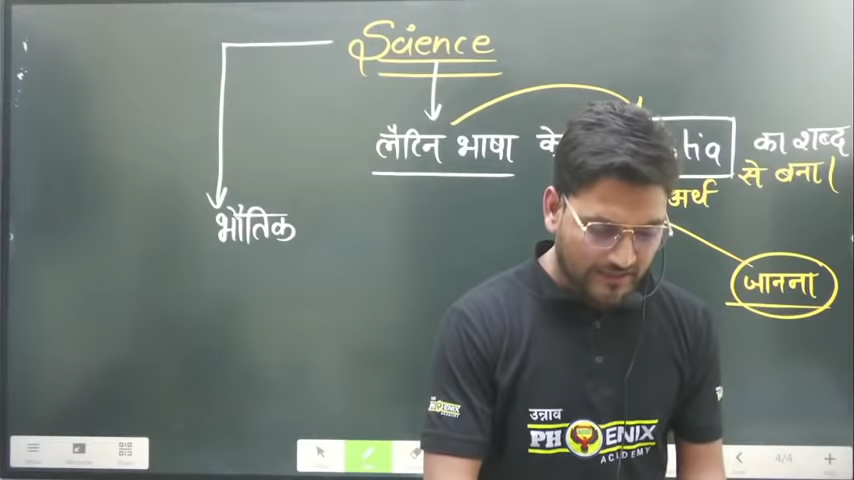 Science
लैटिन भाषा के tia का शब्द
से बना।
अर्थ
भौतिक
जानना
उन्नाव
PHOENIX
ACADEMY
4/4